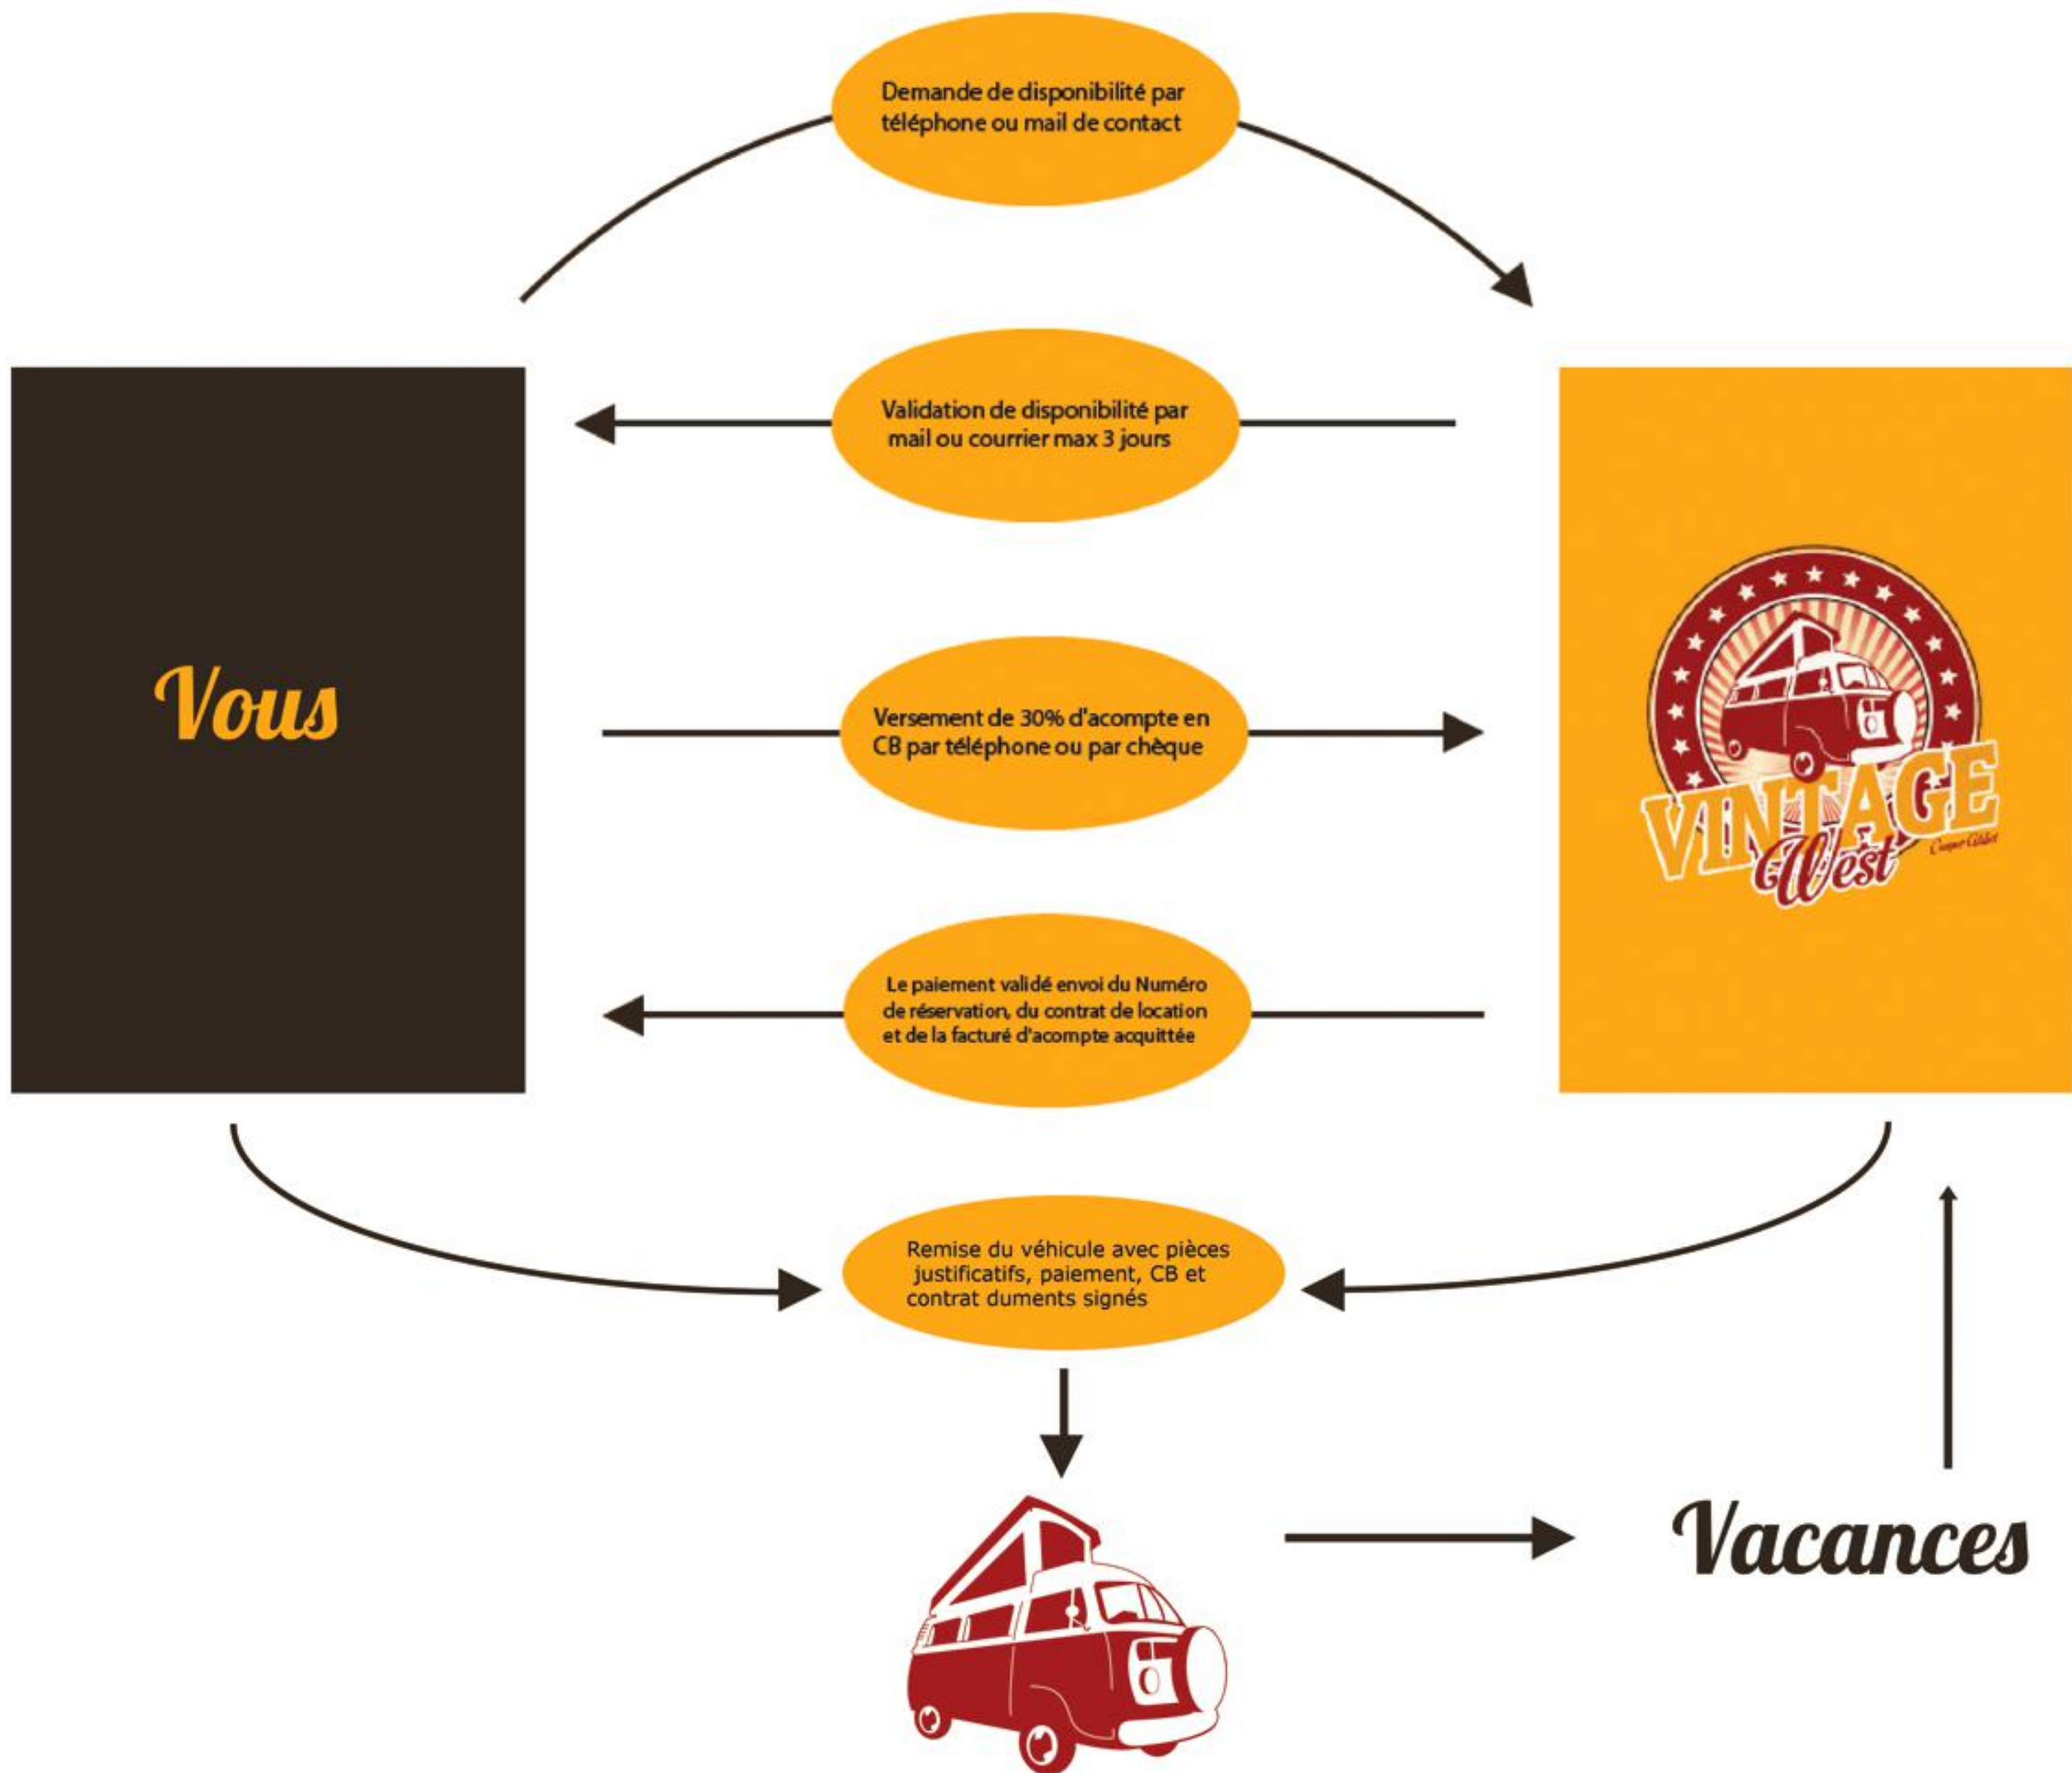 Demande de disponibilité par
téléphone ou mail de contact
Validation de disponibilité par
mail ou courrier max 3 jours
Vous
Versement de 30% d'acompte en
CB par téléphone ou par chèque
VINTAGE
West
Le paiement validé envoi du Numéro
de réservation, du contrat de location
et de la facturé d'acompte acquittée
Remise du véhicule avec pièces
justificatifs, paiement, CB et
contrat duments signés
Vacances